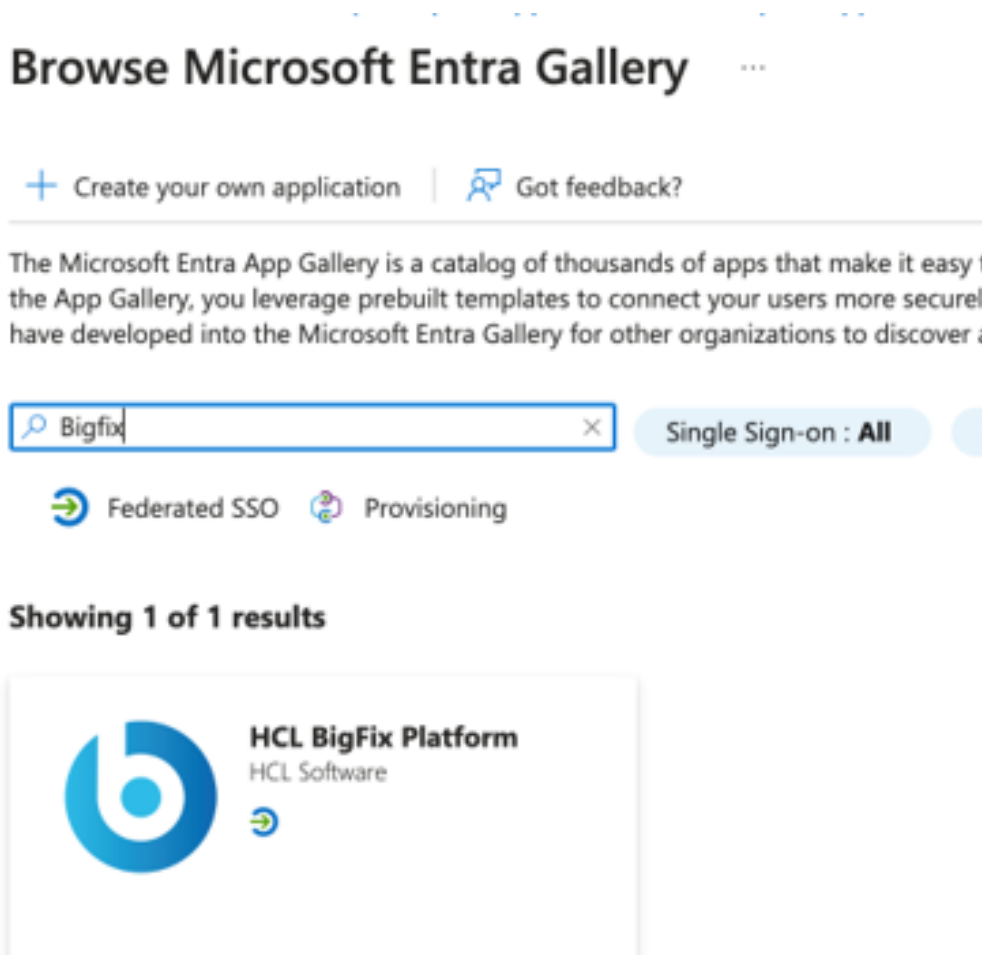 Browse Microsoft Entra Gallery ...
Create your own application
Got feedback?
The Microsoft Entra App Gallery is a catalog of thousands of apps that make it easy
the App Gallery, you leverage prebuilt templates to connect your users more
have developed into the Microsoft Entra Gallery for other organizations to discover
Bigfix
Single Sign-on : All
Federated SSO
Provisioning
Showing 1 of 1 results
HCL BigFix Platform
HCL Software